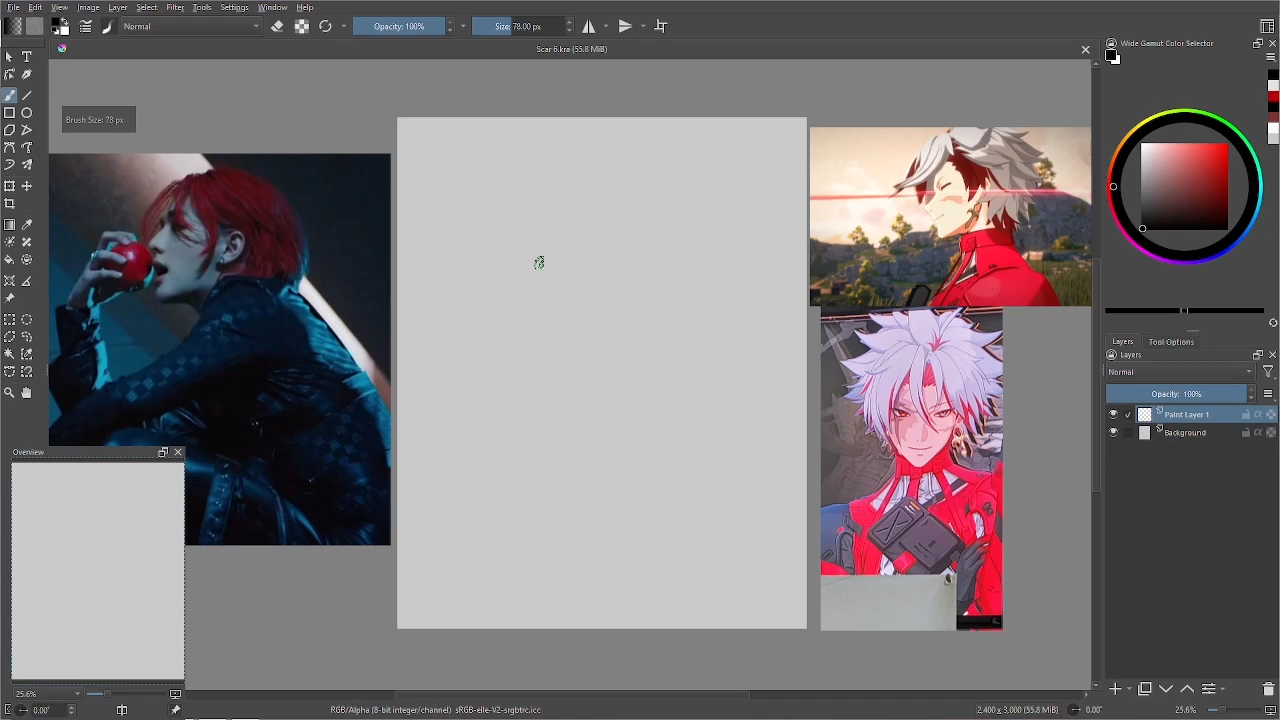 File Edit View Image Layer Select Filter Tools Settings Window Help
Normal
Opacity: 100%
Size: 78.00 px
Scar 6.kra (55.8 MiB)
Wide Gamut Color Selector
Brush Size: 78 px
Layers Tool Options
Layers
Normal
Opacity: 100%
Paint Layer 1
Background
Overview
25.6%
0.00°
RGB/Alpha (8-bit integer/channel) sRGB-elle-V2-srgbtrc.icc
2,400 x 3,000 (55.8 MiB)
0.00°
25.6%